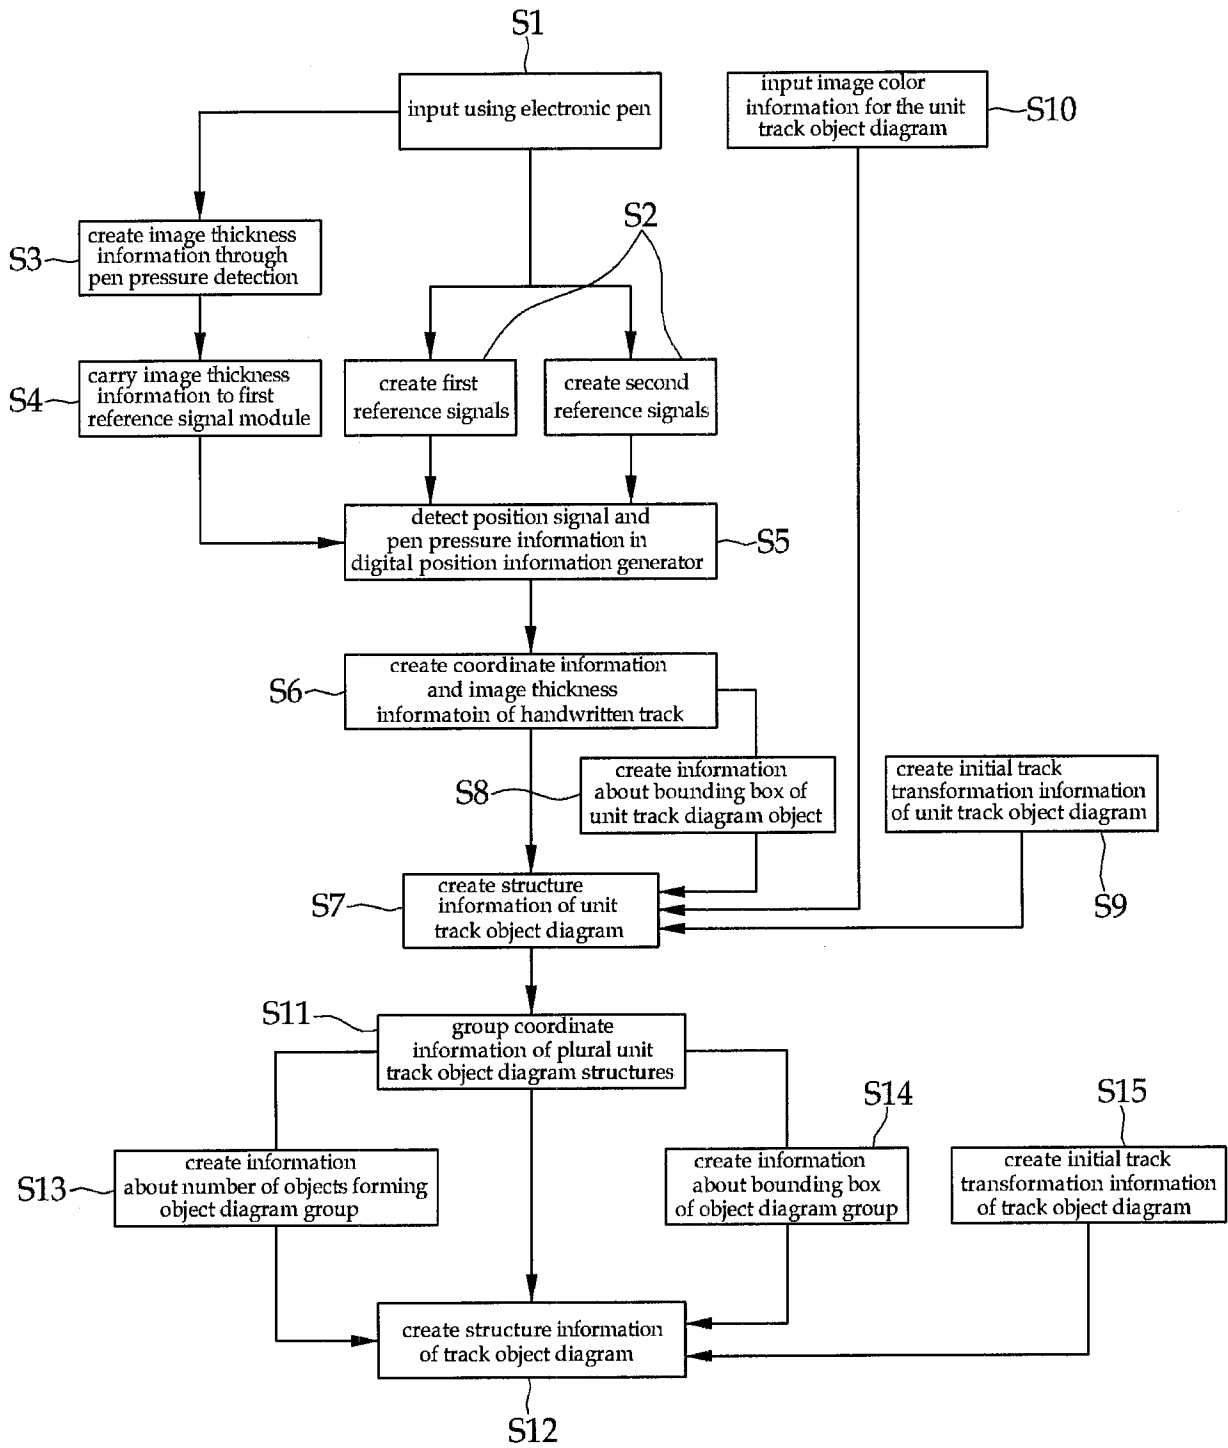 S1
input using electronic pen
input image color
information for the unit
track object diagram
S10
S2
S3
create image thickness
information through
pen pressure detection
S4
carry image thickness
information to first
reference signal module
create first
reference signals
create second
reference signals
detect position signal and
pen pressure information in
digital position information generator
S5
S6
create coordinate information
and image thickness
informatoin of handwritten track
S8
create information
about bounding box of
unit track diagram object
create initial track
transformation information
of unit track object diagram
S9
S7
create structure
information of unit
track object diagram
S11
group coordinate
information of plural unit
track object diagram structures
S13
create information
about number of objects forming
object diagram group
S14
create information
about bounding box
of object diagram group
S15
create initial track
transformation information
of track object diagram
create structure information
of track object diagram
S12